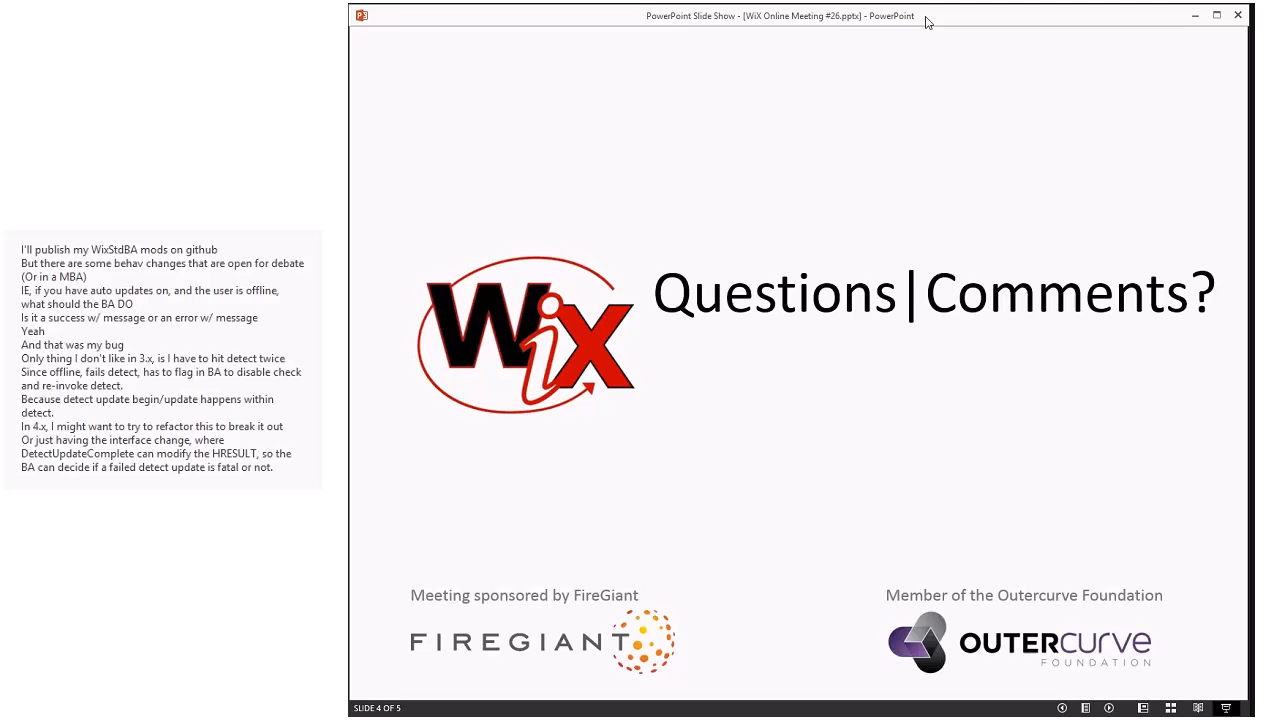 PowerPoint Slide Show - [WiX Online Meeting #26.pptx] - PowerPoint
I'll publish my WixStdBA mods on github
But there are some behav changes that are open for debate
(Or in a MBA)
IE, if you have auto updates on, and the user is offline,
what should the BA DO
Is it a success w/ message or an error w/ message
Yeah
And that was my bug
Only thing I don't like in 3.x, is I have to hit detect twice
Since offline, fails detect, has to flag in BA to disable check
and re-invoke detect.
Because detect update begin/update happens within
detect.
In 4.x, I might want to try to refactor this to break it out
Or just having the interface change, where
DetectUpdateComplete can modify the HRESULT, so the
BA can decide if a failed detect update is fatal or not.
WiX
Questions|Comments?
Meeting sponsored by FireGiant
FIREGIANT
Member of the Outercurve Foundation
OUTERCURVE
FOUNDATION
SLIDE 4 OF 5